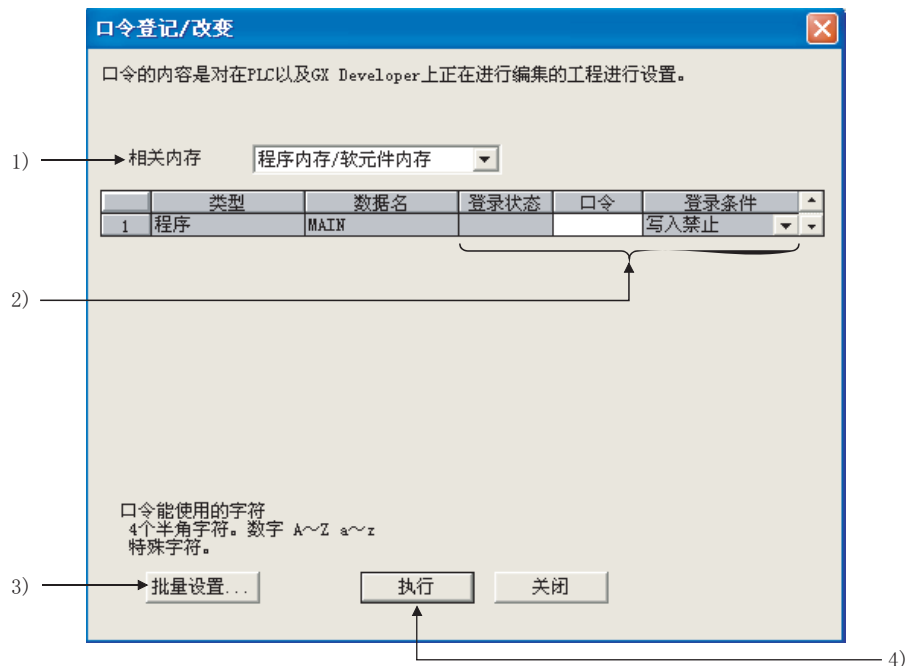 口令登记/改变
口令的内容是对在PLC以及GX Developer上正在进行编集的工程进行设置。
1) 相关内存 程序内存/软元件内存
类型 数据名 登录状态 口令 登录条件
1 程序 MAIN 写入禁止
2)
口令能使用的字符
4个半角字符。数字 A～Z a～z
特殊字符。
3) 批量设置... 执行 关闭
4)